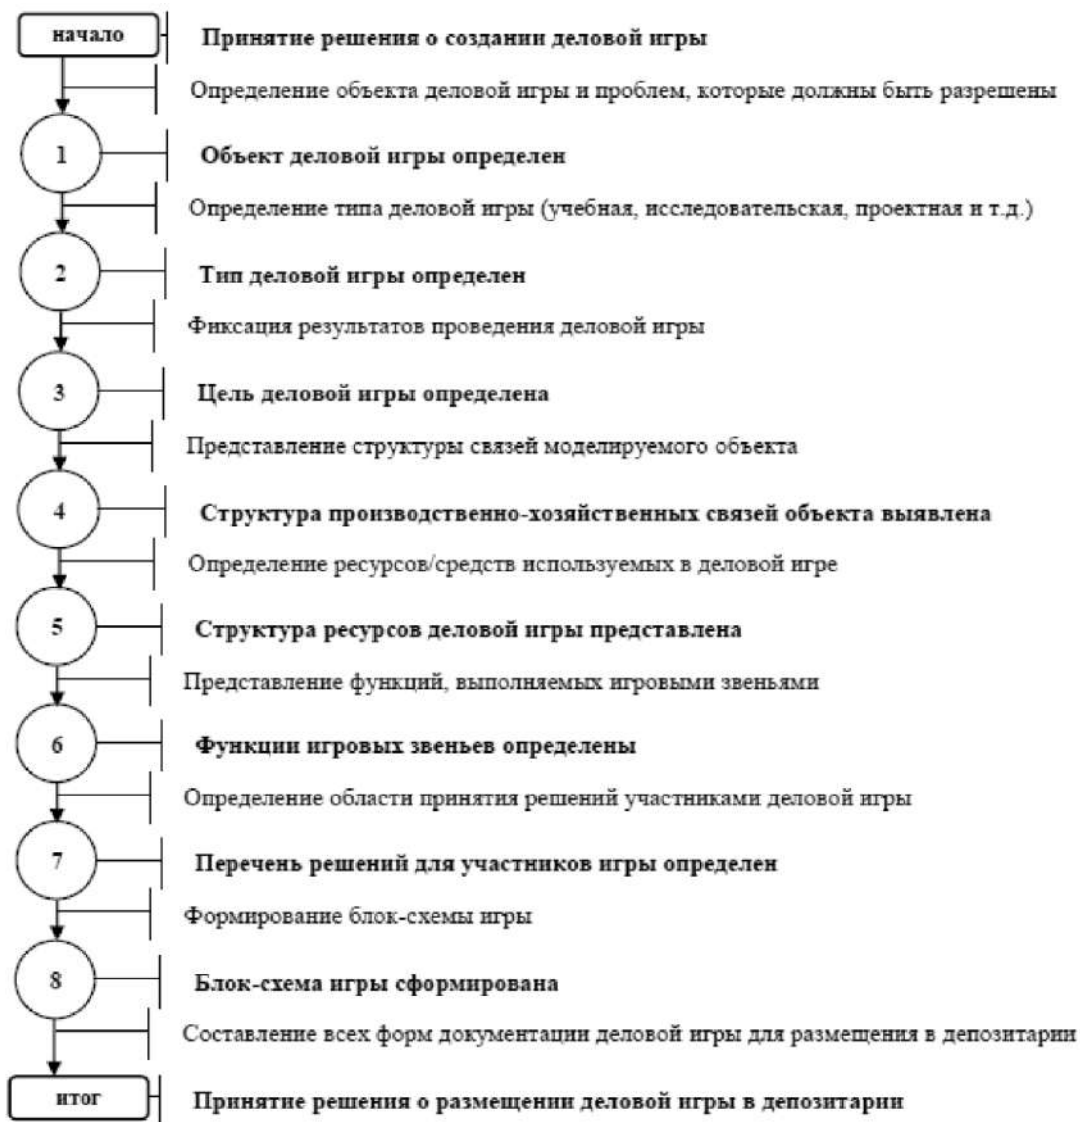 начало
Принятие решения о создании деловой игры
Определение объекта деловой игры и проблем, которые должны быть разрешены
1
Объект деловой игры определен
Определение типа деловой игры (учебная, исследовательская, проектная и т.д.)
2
Тип деловой игры определен
Фиксация результатов проведения деловой игры
3
Цель деловой игры определена
Представление структуры связей моделируемого объекта
4
Структура производственно-хозяйственных связей объекта выявлена
Определение ресурсов/средств используемых в деловой игре
5
Структура ресурсов деловой игры представлена
Представление функций, выполняемых игровыми звеньями
6
Функции игровых звеньев определены
Определение области принятия решений участниками деловой игры
7
Перечень решений для участников игры определен
Формирование блок-схемы игры
8
Блок-схема игры сформирована
Составление всех форм документации деловой игры для размещения в депозитарии
итог
Принятие решения о размещении деловой игры в депозитарии